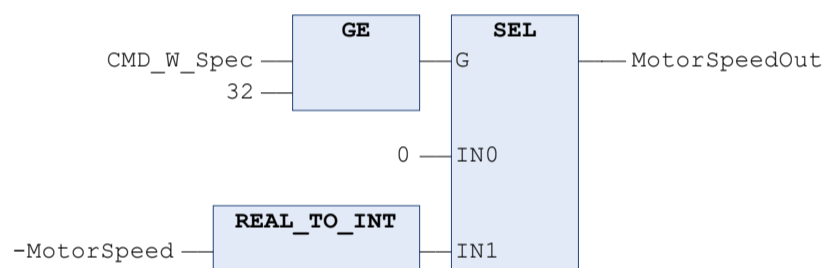 GE SEL
CMD_W_Spec G MotorSpeedOut
32
0 IN0
REAL_TO_INT
-MotorSpeed IN1